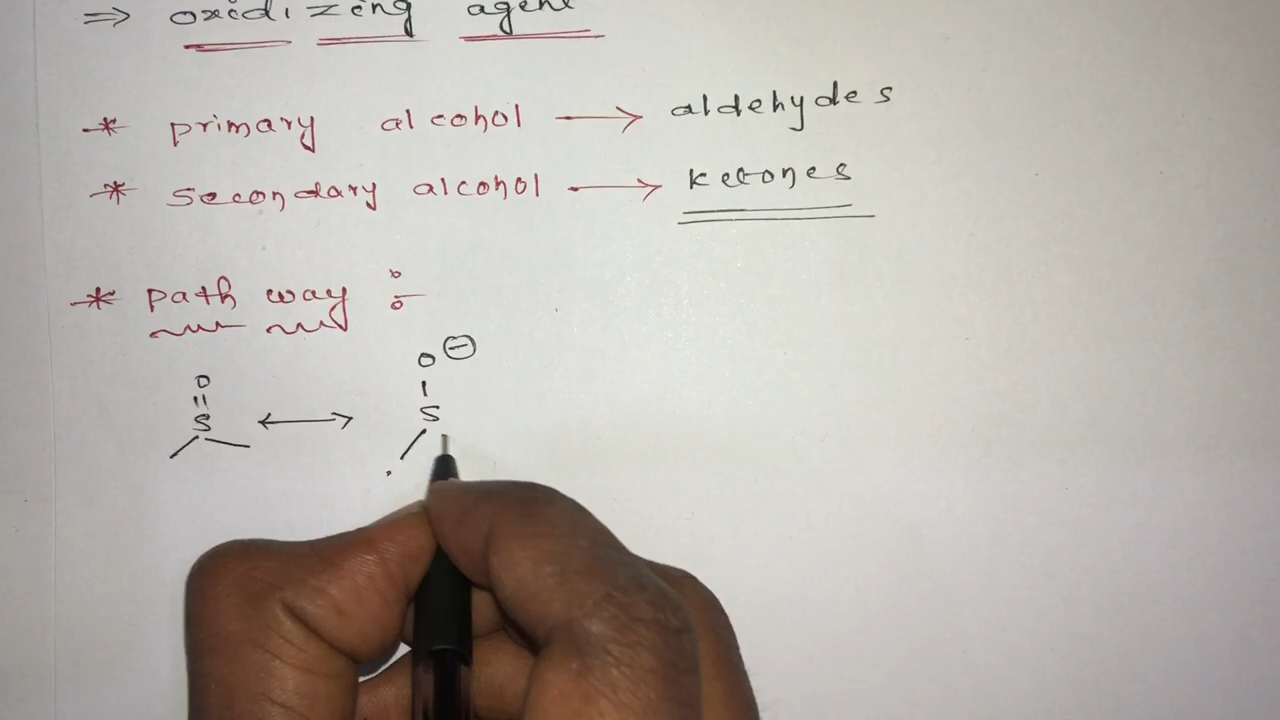 ⇒ oxidizing agent
* primary alcohol → aldehydes
* Secondary alcohol → ketones
* path way :-
O O ⊖
|| |
S ↔ S